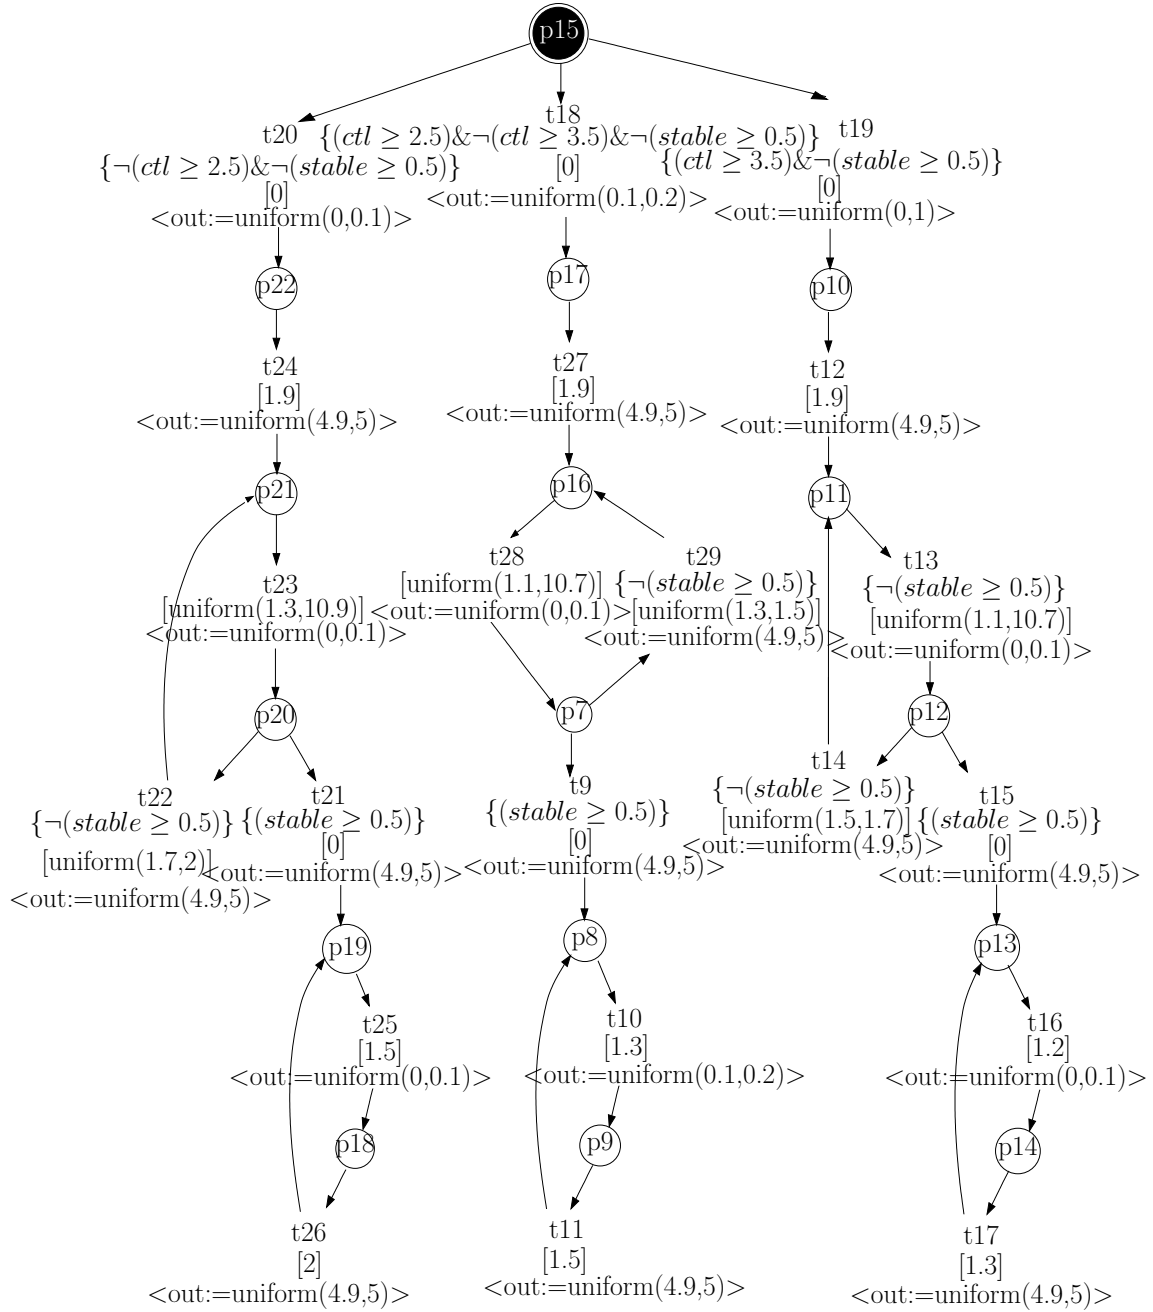 p15
t18
t20
{(ctl ≥ 2.5)&¬(ctl ≥ 3.5)&¬(stable ≥ 0.5)}
t19
{¬(ctl ≥ 2.5)&¬(stable ≥ 0.5)}
[0]
{(ctl ≥ 3.5)&¬(stable ≥ 0.5)}
[0]
<out:=uniform(0.1,0.2)>
[0]
<out:=uniform(0,0.1)>
<out:=uniform(0,1)>
p22
p17
p10
t24
t27
t12
[1.9]
[1.9]
[1.9]
<out:=uniform(4.9,5)>
<out:=uniform(4.9,5)>
<out:=uniform(4.9,5)>
p21
p16
p11
t23
[uniform(1.3,10.9)]
<out:=uniform(0,0.1)>
t28
[uniform(1.1,10.7)]
<out:=uniform(0,0.1)>
t29
{¬(stable ≥ 0.5)}
[uniform(1.3,1.5)]
<out:=uniform(4.9,5)>
t13
{¬(stable ≥ 0.5)}
[uniform(1.1,10.7)]
<out:=uniform(0,0.1)>
p20
p7
p12
t22
{¬(stable ≥ 0.5)}
[uniform(1.7,2)]
<out:=uniform(4.9,5)>
t21
{(stable ≥ 0.5)}
[0]
<out:=uniform(4.9,5)>
t9
{(stable ≥ 0.5)}
[0]
<out:=uniform(4.9,5)>
t14
{¬(stable ≥ 0.5)}
[uniform(1.5,1.7)]
<out:=uniform(4.9,5)>
t15
{(stable ≥ 0.5)}
[0]
<out:=uniform(4.9,5)>
p19
p8
p13
t25
[1.5]
<out:=uniform(0,0.1)>
t10
[1.3]
<out:=uniform(0.1,0.2)>
t16
[1.2]
<out:=uniform(0,0.1)>
p18
p9
p14
t26
[2]
<out:=uniform(4.9,5)>
t11
[1.5]
<out:=uniform(4.9,5)>
t17
[1.3]
<out:=uniform(4.9,5)>